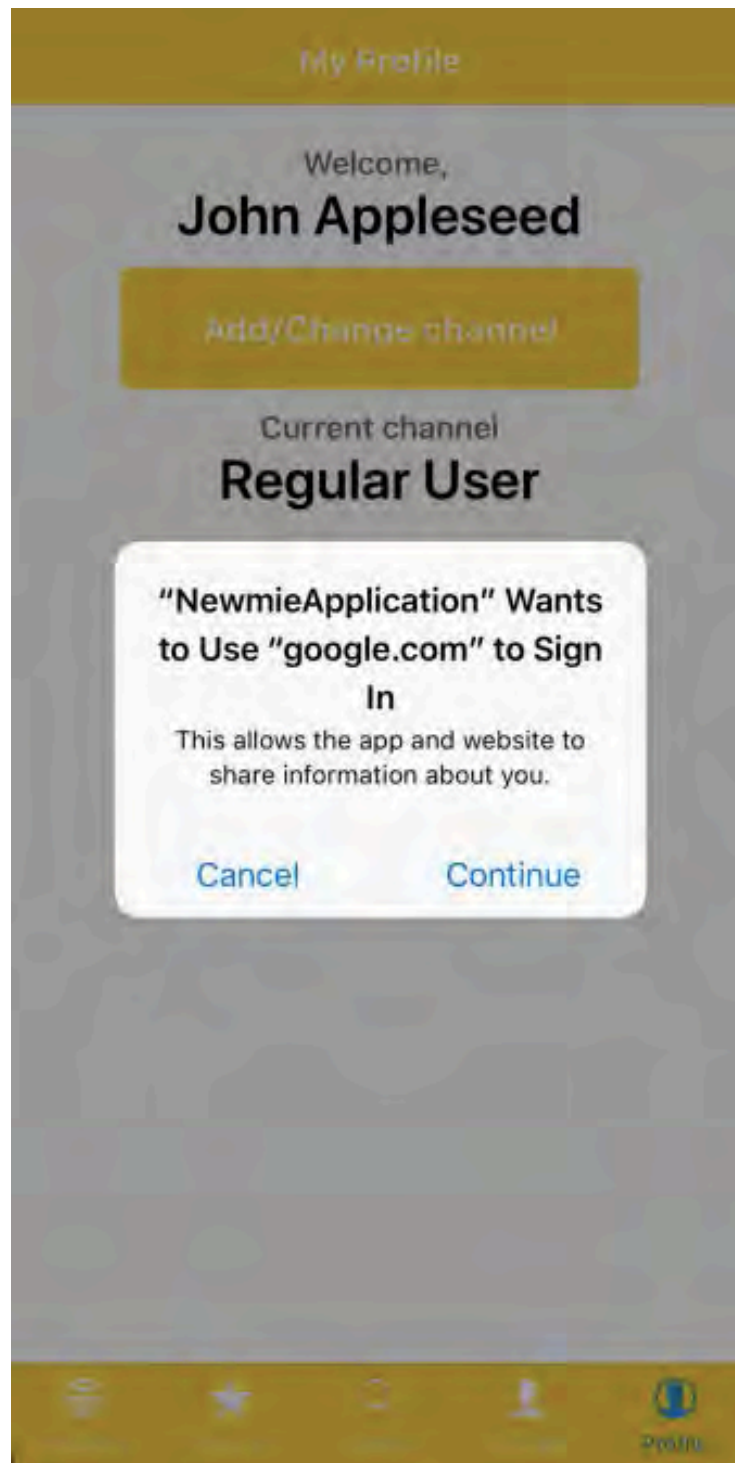 My Profile
Welcome,
John Appleseed
Add/Change channel
Current channel
Regular User
“NewmieApplication” Wants
to Use “google.com” to Sign
In
This allows the app and website to
share information about you.
Cancel Continue
Profile